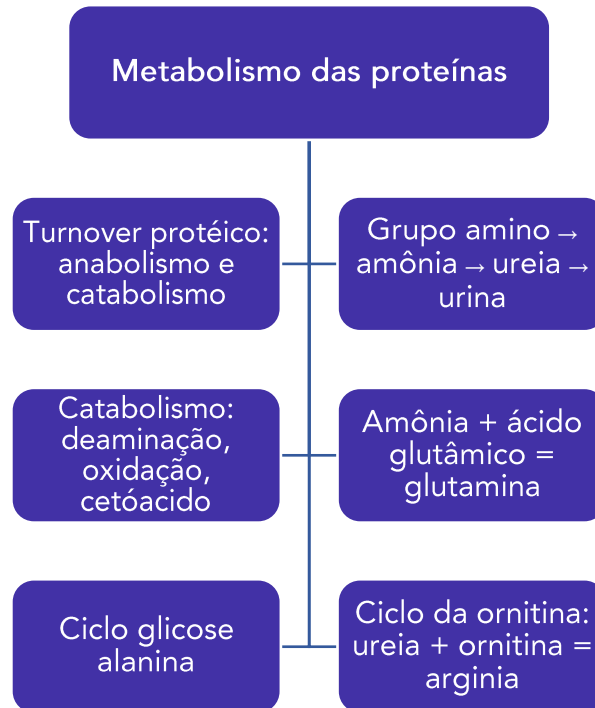 Metabolismo das proteínas
Turnover protéico:
anabolismo e
catabolismo
Grupo amino →
amônia → ureia →
urina
Catabolismo:
deaminação,
oxidação,
cetóacido
Amônia + ácido
glutâmico =
glutamina
Ciclo glicose
alanina
Ciclo da ornitina:
ureia + ornitina =
arginia